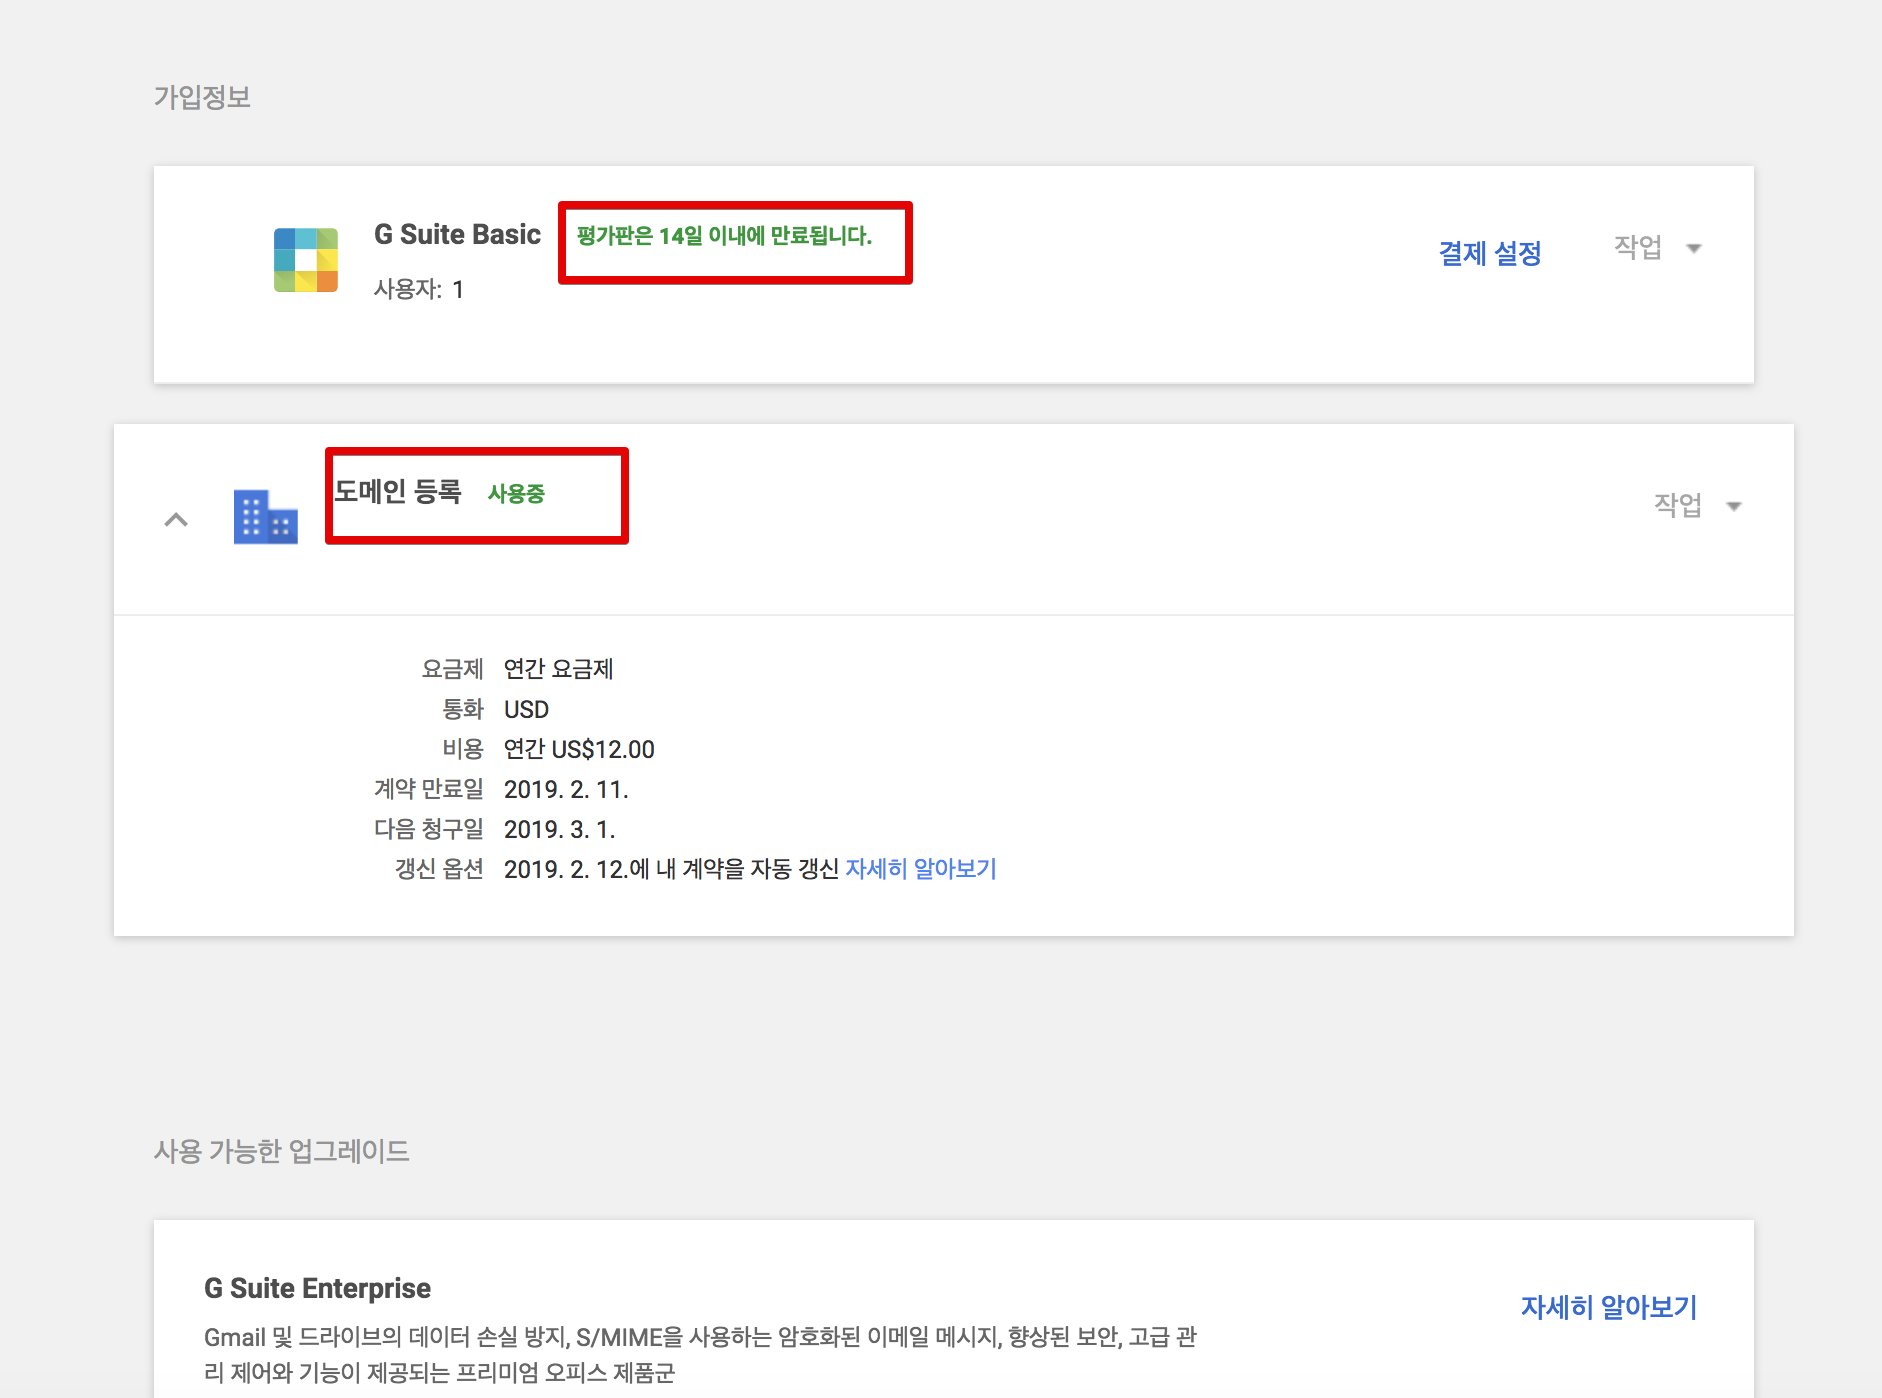 가입정보
G Suite Basic 평가판은 14일 이내에 만료됩니다.
사용자: 1
결제 설정
작업
도메인 등록 사용중
작업
요금제 연간 요금제
통화 USD
비용 연간 US$12.00
계약 만료일 2019. 2. 11.
다음 청구일 2019. 3. 1.
갱신 옵션 2019. 2. 12.에 내 계약을 자동 갱신 자세히 알아보기
사용 가능한 업그레이드
G Suite Enterprise
자세히 알아보기
Gmail 및 드라이브의 데이터 손실 방지, S/MIME을 사용하는 암호화된 이메일 메시지, 향상된 보안, 고급 관
리 제어와 기능이 제공되는 프리미엄 오피스 제품군